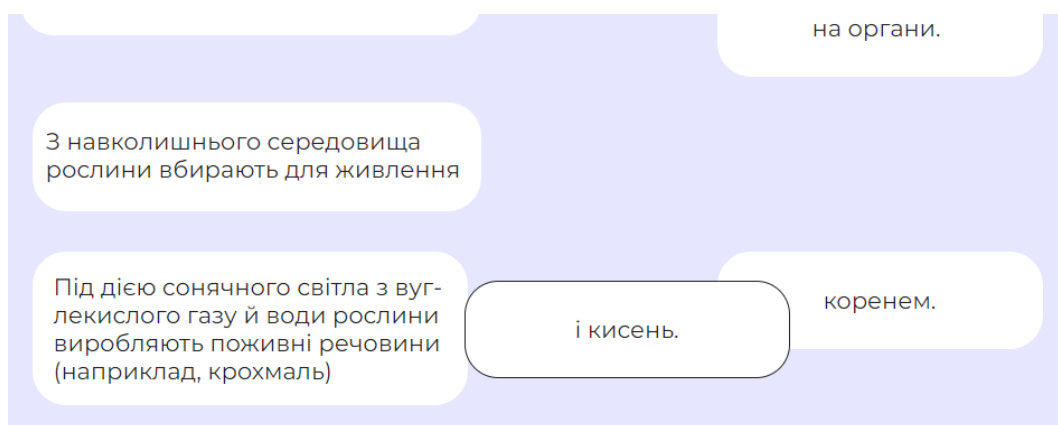 на органи.
З навколишнього середовища
рослини вбирають для живлення
Під дією сонячного світла з вуг-
лекислого газу й води рослини
виробляють поживні речовини
(наприклад, крохмаль)
і кисень.
коренем.